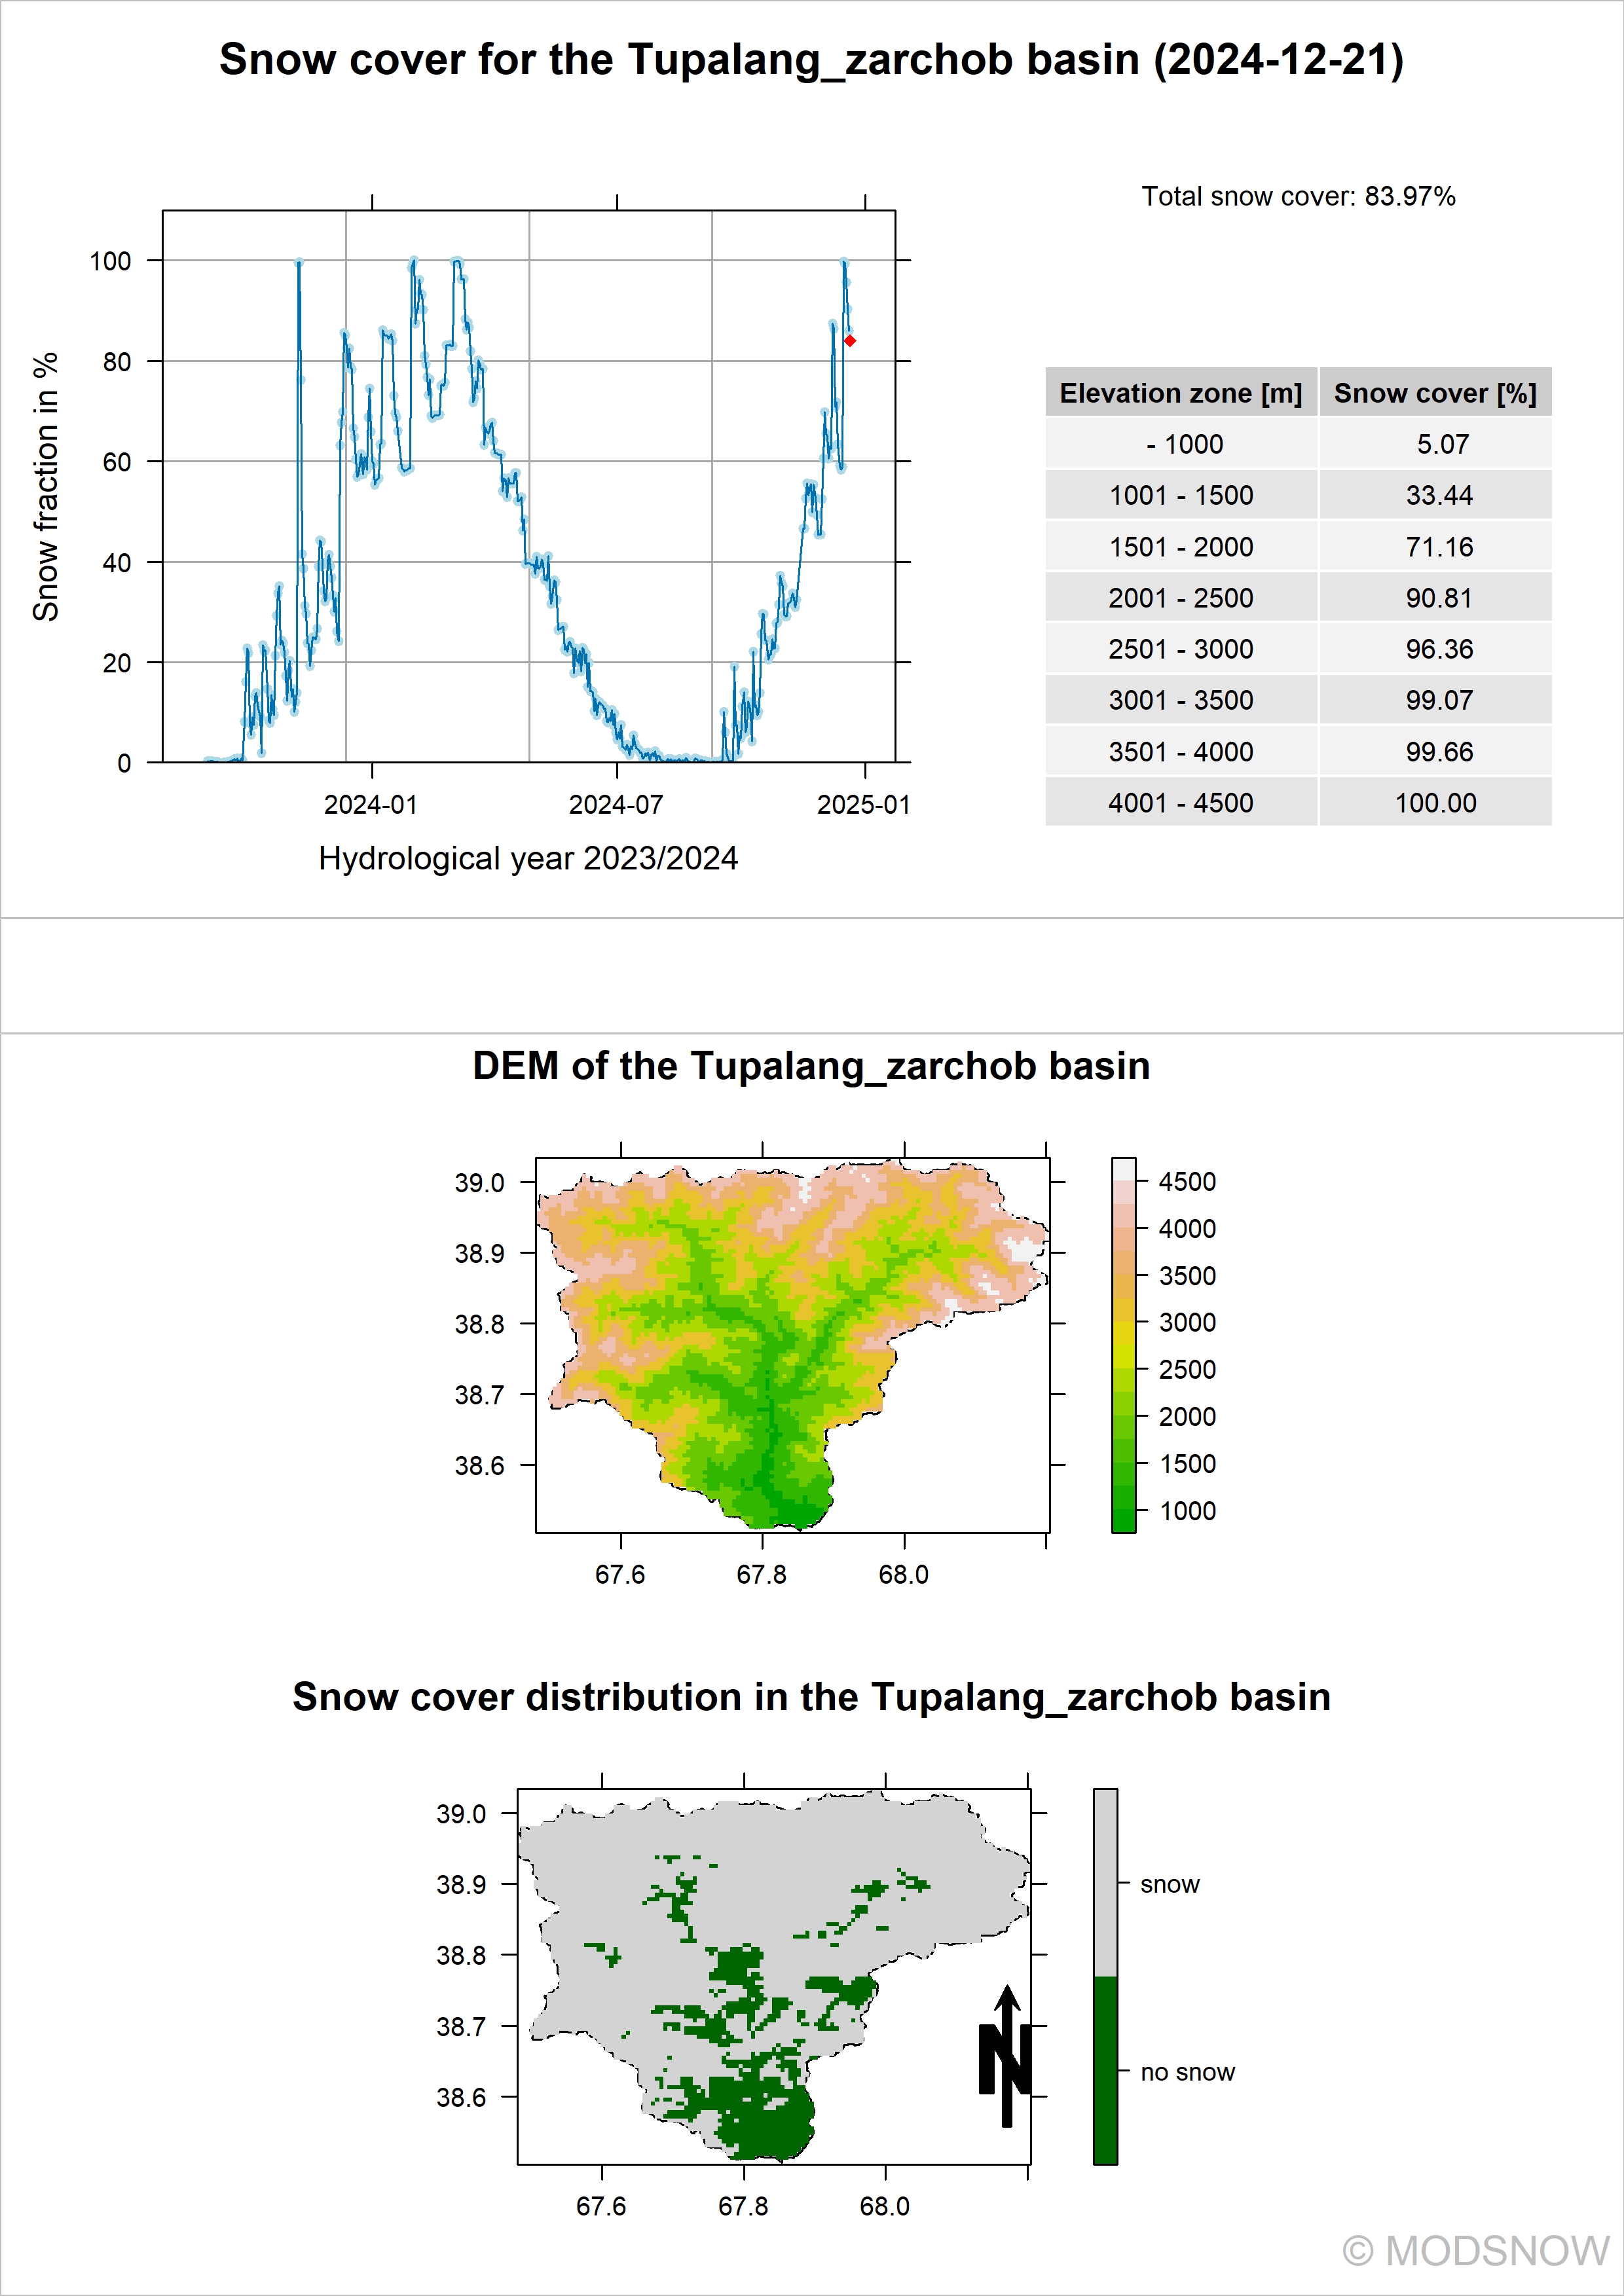 Snow cover for the Tupalang_zarchob basin (2024-12-21)
Total snow cover: 83.97%
Snow fraction in %
100
80
60
40
20
0
2024-01 2024-07 2025-01
Hydrological year 2023/2024
Elevation zone [m] Snow cover [%]
- 1000 5.07
1001 - 1500 33.44
1501 - 2000 71.16
2001 - 2500 90.81
2501 - 3000 96.36
3001 - 3500 99.07
3501 - 4000 99.66
4001 - 4500 100.00
DEM of the Tupalang_zarchob basin
39.0
38.9
38.8
38.7
38.6
67.6 67.8 68.0
4500
4000
3500
3000
2500
2000
1500
1000
Snow cover distribution in the Tupalang_zarchob basin
39.0
38.9
38.8
38.7
38.6
67.6 67.8 68.0
N
snow
no snow
© MODSNOW